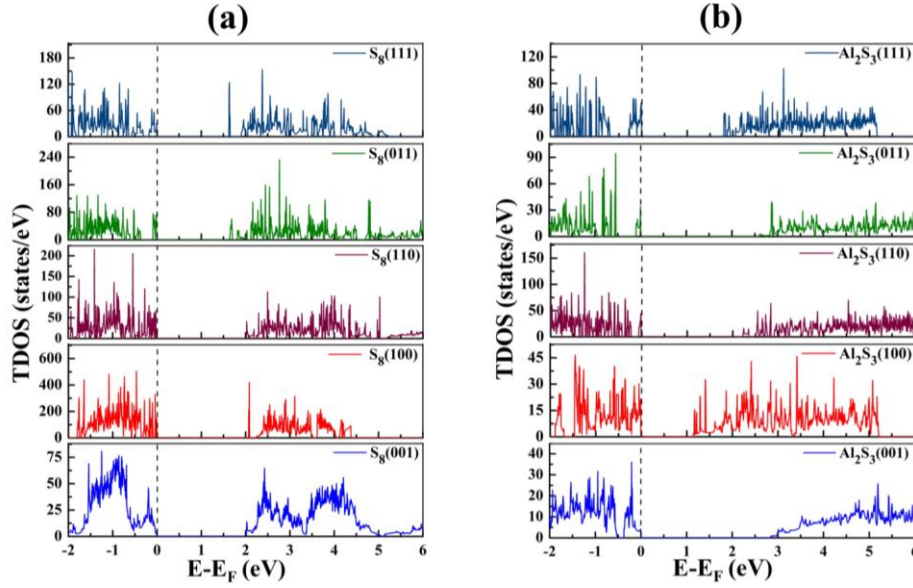 (a)
(b)
TDOS (states/eV)
180
120
60
0
S₈(111)
240
160
80
0
S₈(011)
200
150
100
50
0
S₈(110)
600
400
200
0
S₈(100)
75
50
25
0
S₈(001)
-2 -1 0 1 2 3 4 5 6
E-E_F (eV)
TDOS (states/eV)
120
80
40
0
Al₂S₃(111)
90
60
30
0
Al₂S₃(011)
150
100
50
0
Al₂S₃(110)
45
30
15
0
Al₂S₃(100)
40
30
20
10
0
Al₂S₃(001)
-2 -1 0 1 2 3 4 5 6
E-E_F (eV)